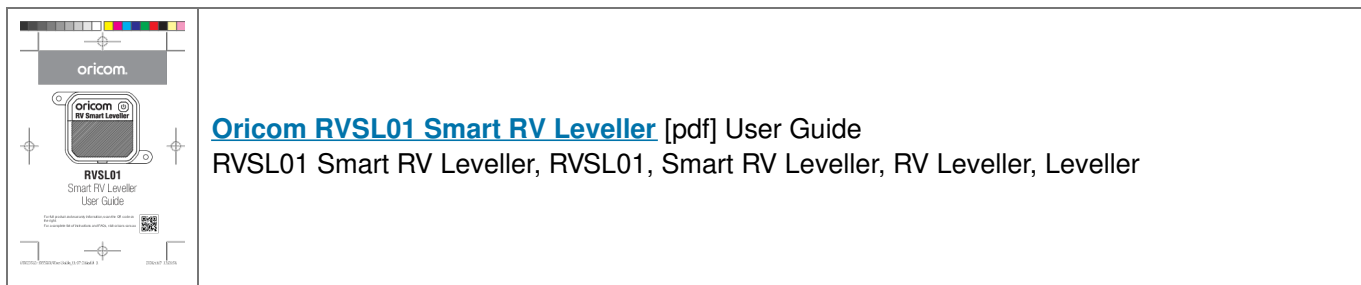 oricom.
oricom
RV Smart Leveller
RVSL01
Smart RV Leveller
User Guide
Oricom RVSL01 Smart RV Leveller [pdf] User Guide
RVSL01 Smart RV Leveller, RVSL01, Smart RV Leveller, RV Leveller, Leveller